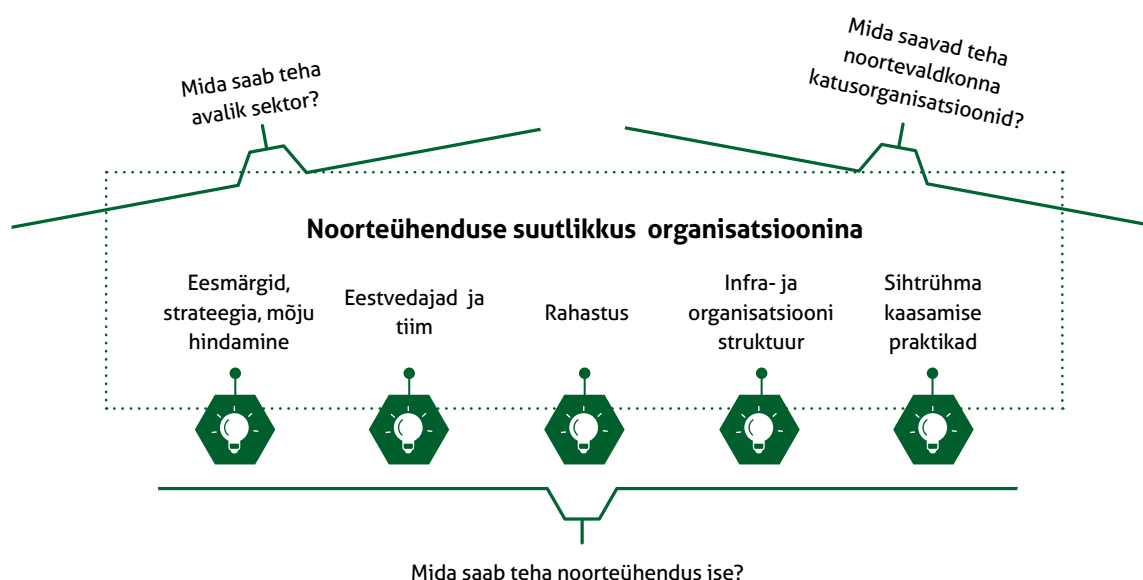 Mida saab teha
avalik sektor?
Mida saavad teha
noortevaldkonna
katusorganisatsioonid?
Noorteühenduse suutlikkus organisatsioonina
Eesmärgid,
strateegia, mõju
hindamine
Eestvedajad ja
tiim
Rahastus
Infra- ja
organisatsiooni
struktuur
Sihtrühma
kaasamise
praktikad
Mida saab teha noorteühendus ise?